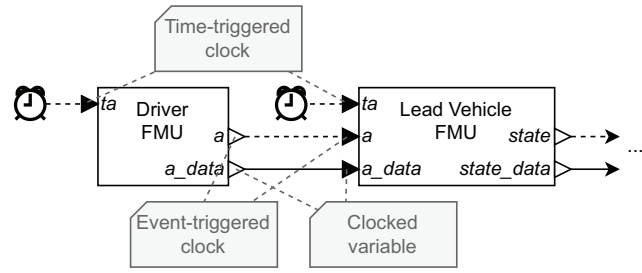 Time-triggered
clock
ta
Driver
FMU
a
a_data
ta
Lead Vehicle
FMU
a
state
a_data
state_data
...
Event-triggered
clock
Clocked
variable